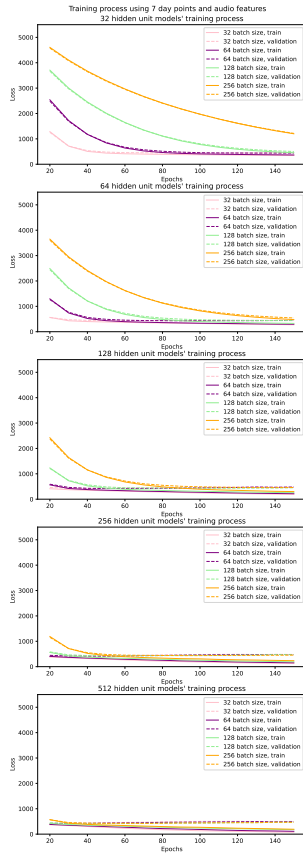 Training process using 7 day points and audio features
32 hidden unit models' training process
5000
4000
3000
2000
1000
0
Loss
32 batch size, train
32 batch size, validation
64 batch size, train
64 batch size, validation
128 batch size, train
128 batch size, validation
256 batch size, train
256 batch size, validation
20 40 60 80 100 120 140
Epochs
64 hidden unit models' training process
5000
4000
3000
2000
1000
0
Loss
32 batch size, train
32 batch size, validation
64 batch size, train
64 batch size, validation
128 batch size, train
128 batch size, validation
256 batch size, train
256 batch size, validation
20 40 60 80 100 120 140
Epochs
128 hidden unit models' training process
5000
4000
3000
2000
1000
0
Loss
32 batch size, train
32 batch size, validation
64 batch size, train
64 batch size, validation
128 batch size, train
128 batch size, validation
256 batch size, train
256 batch size, validation
20 40 60 80 100 120 140
Epochs
256 hidden unit models' training process
5000
4000
3000
2000
1000
0
Loss
32 batch size, train
32 batch size, validation
64 batch size, train
64 batch size, validation
128 batch size, train
128 batch size, validation
256 batch size, train
256 batch size, validation
20 40 60 80 100 120 140
Epochs
512 hidden unit models' training process
5000
4000
3000
2000
1000
0
Loss
32 batch size, train
32 batch size, validation
64 batch size, train
64 batch size, validation
128 batch size, train
128 batch size, validation
256 batch size, train
256 batch size, validation
20 40 60 80 100 120 140
Epochs